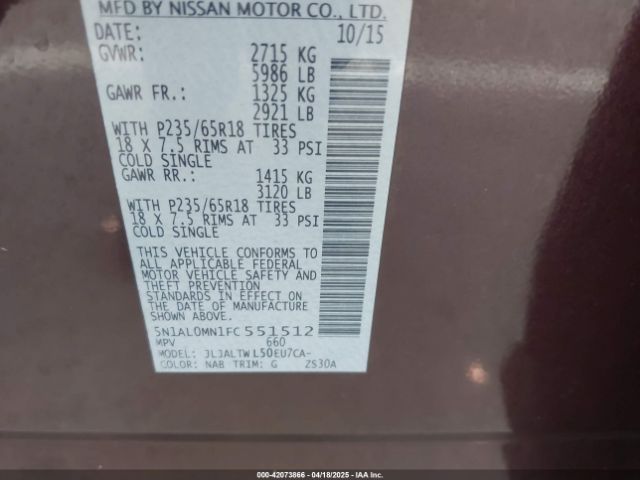 MFD BY NISSAN MOTOR CO., LTD.
DATE: 10/15
GVWR: 2715 KG
5986 LB
GAWR FR.: 1325 KG
2921 LB
WITH P235/65R18 TIRES
18 X 7.5 RIMS AT 33 PSI
COLD SINGLE
GAWR RR.: 1415 KG
3120 LB
WITH P235/65R18 TIRES
18 X 7.5 RIMS AT 33 PSI
COLD SINGLE
THIS VEHICLE CONFORMS TO
ALL APPLICABLE FEDERAL
MOTOR VEHICLE SAFETY AND
THEFT PREVENTION
STANDARDS IN EFFECT ON
THE DATE OF MANUFACTURE
SHOWN ABOVE.
5N1AL0MN1FC551512
MPV 660
MODEL: JLJALTWL50EU7CA-
COLOR: NAB TRIM: G ZS30A
000-42073866 - 04/18/2025 - IAA Inc.